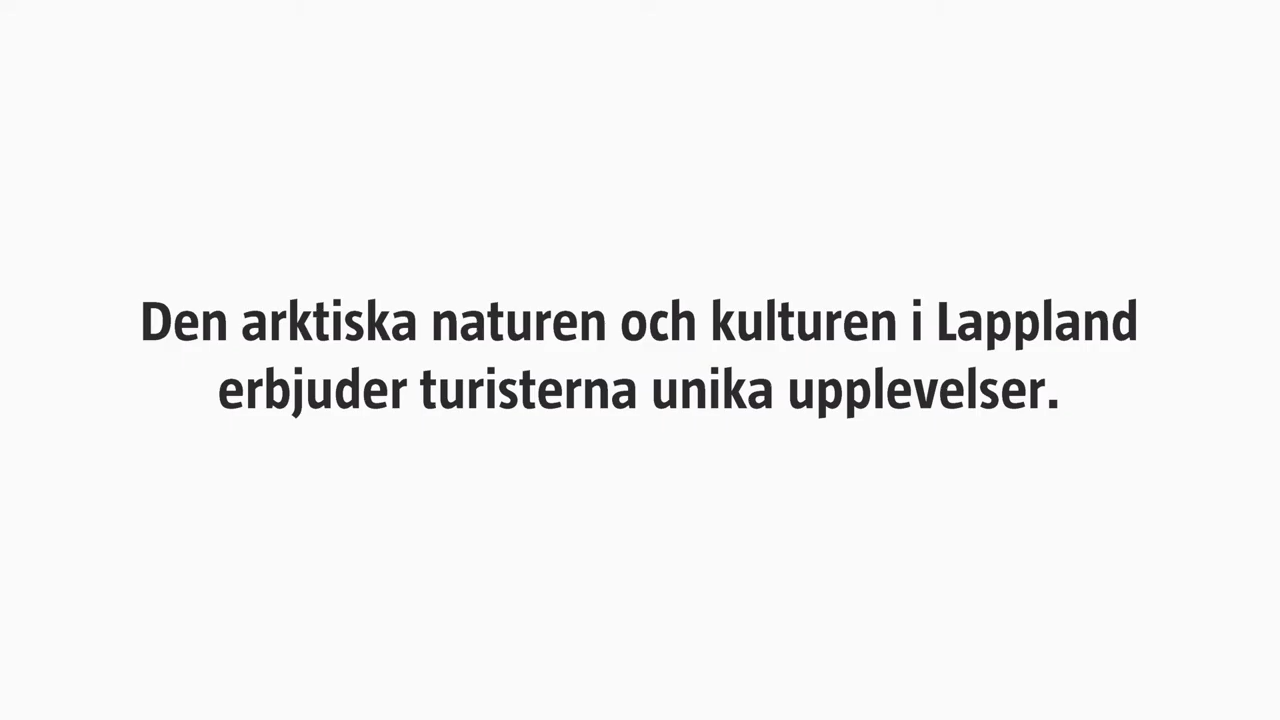 Den arktiska naturen och kulturen i Lappland
erbjuder turisterna unika upplevelser.